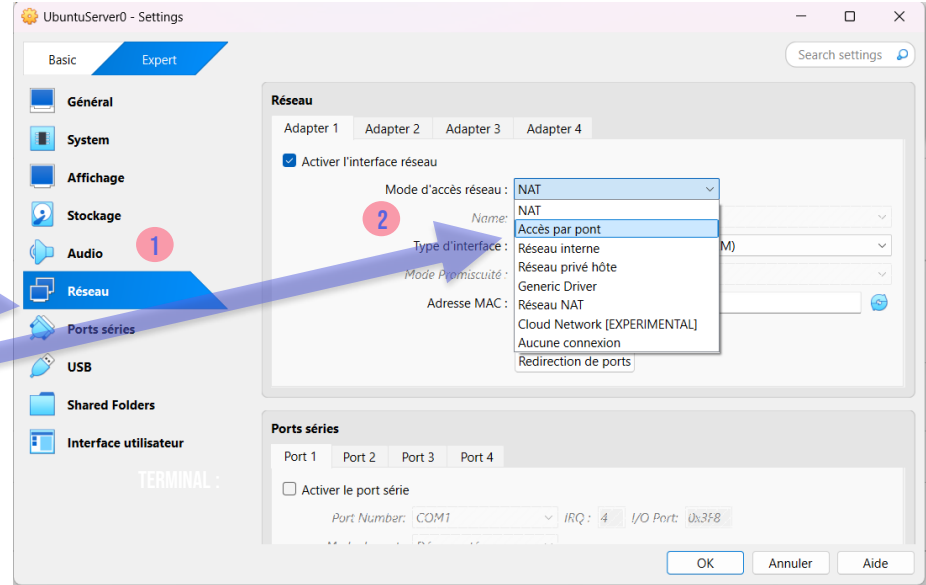 UbuntuServer0 - Settings
Basic
Expert
Search settings
Général
System
Affichage
Stockage
Audio
1
Réseau
Ports séries
USB
Shared Folders
Interface utilisateur
TERMINAL :
Réseau
Adapter 1 Adapter 2 Adapter 3 Adapter 4
Activer l'interface réseau
Mode d'accès réseau : NAT
2
Name:
Type d'interface :
M)
Mode Promiscuité :
Adresse MAC :
NAT
Accès par pont
Réseau interne
Réseau privé hôte
Generic Driver
Réseau NAT
Cloud Network [EXPERIMENTAL]
Aucune connexion
Redirection de ports
Ports séries
Port 1 Port 2 Port 3 Port 4
Activer le port série
Port Number: COM1 IRQ : 4 I/O Port: 0x3F8
OK Annuler Aide